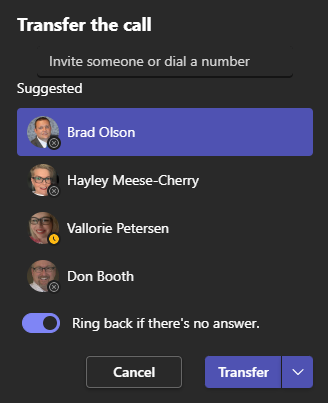 Transfer the call
Invite someone or dial a number
Suggested
Brad Olson
Hayley Meese-Cherry
Vallorie Petersen
Don Booth
Ring back if there's no answer.
Cancel
Transfer